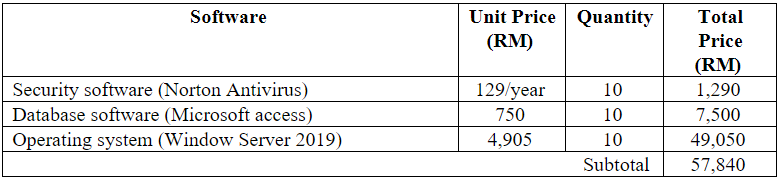 Software Unit Price (RM) Quantity Total Price (RM)
Security software (Norton Antivirus) 129/year 10 1,290
Database software (Microsoft access) 750 10 7,500
Operating system (Window Server 2019) 4,905 10 49,050
Subtotal 57,840